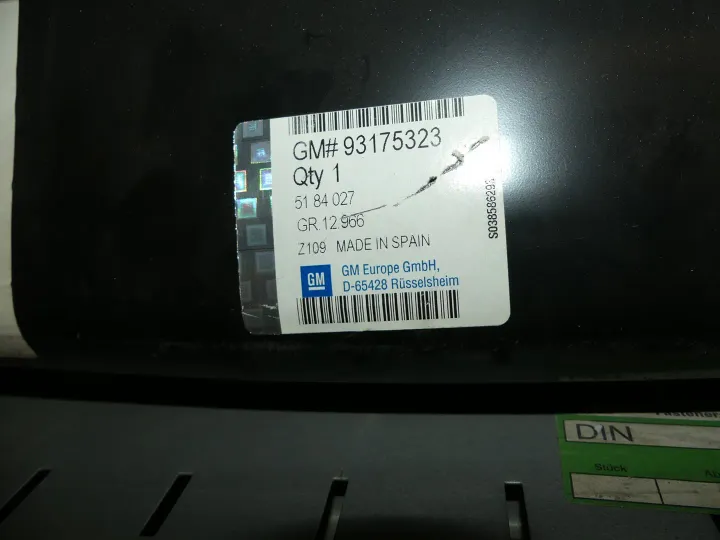 GM# 93175323
Qty 1
51 84 027
GR.12.966
Z109 MADE IN SPAIN
GM
GM Europe GmbH,
D-65428 Rüsselsheim
DIN
Stück